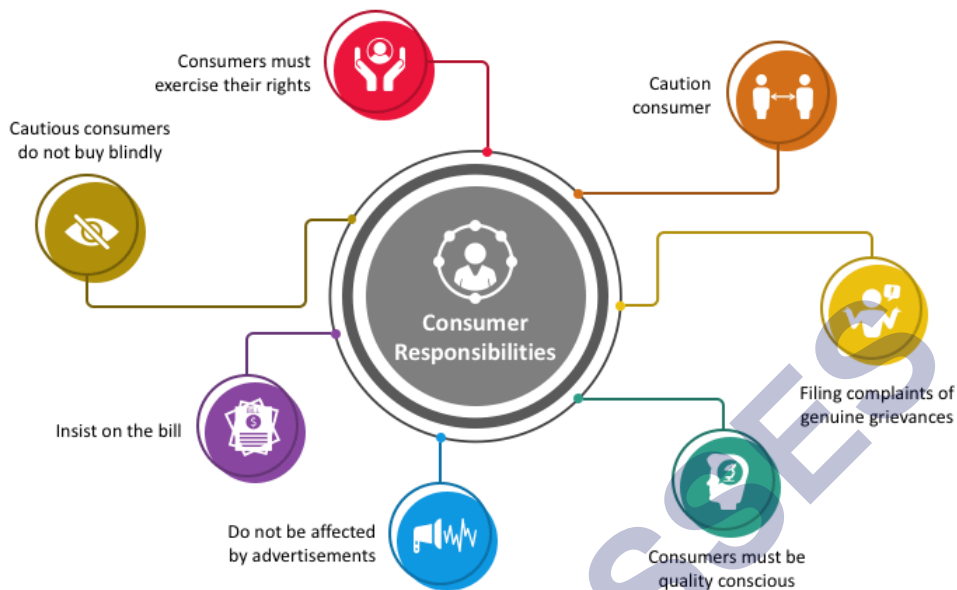 Consumers must
exercise their rights
Caution
consumer
Cautious consumers
do not buy blindly
Consumer
Responsibilities
Filing complaints of
genuine grievances
BILL
$
Insist on the bill
Do not be affected
by advertisements
Consumers must be
quality conscious
!
SSES